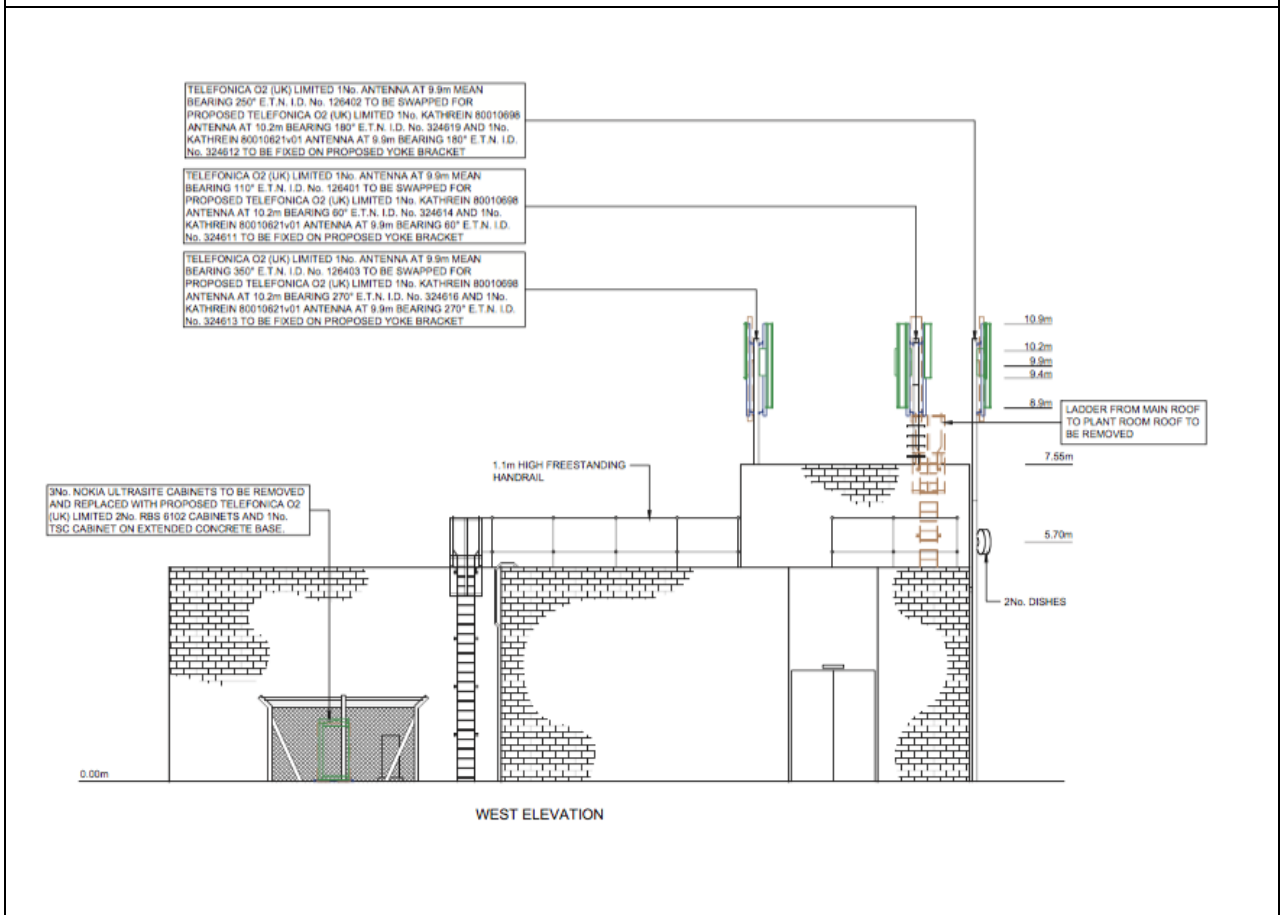 TELEFONICA O2 (UK) LIMITED 1No. ANTENNA AT 9.9m MEAN
BEARING 250° E.T.N. I.D. No. 126402 TO BE SWAPPED FOR
PROPOSED TELEFONICA O2 (UK) LIMITED 1No. KATHREIN 80010698
ANTENNA AT 10.2m BEARING 180° E.T.N. I.D. No. 324619 AND 1No.
KATHREIN 80010621v01 ANTENNA AT 9.9m BEARING 180° E.T.N. I.D.
No. 324612 TO BE FIXED ON PROPOSED YOKE BRACKET
TELEFONICA O2 (UK) LIMITED 1No. ANTENNA AT 9.9m MEAN
BEARING 110° E.T.N. I.D. No. 126401 TO BE SWAPPED FOR
PROPOSED TELEFONICA O2 (UK) LIMITED 1No. KATHREIN 80010698
ANTENNA AT 10.2m BEARING 60° E.T.N. I.D. No. 324614 AND 1No.
KATHREIN 80010621v01 ANTENNA AT 9.9m BEARING 60° E.T.N. I.D.
No. 324611 TO BE FIXED ON PROPOSED YOKE BRACKET
TELEFONICA O2 (UK) LIMITED 1No. ANTENNA AT 9.9m MEAN
BEARING 350° E.T.N. I.D. No. 126403 TO BE SWAPPED FOR
PROPOSED TELEFONICA O2 (UK) LIMITED 1No. KATHREIN 80010698
ANTENNA AT 10.2m BEARING 270° E.T.N. I.D. No. 324616 AND 1No.
KATHREIN 80010621v01 ANTENNA AT 9.9m BEARING 270° E.T.N. I.D.
No. 324613 TO BE FIXED ON PROPOSED YOKE BRACKET
10.9m
10.2m
9.9m
9.4m
8.9m
LADDER FROM MAIN ROOF
TO PLANT ROOM ROOF TO
BE REMOVED
7.55m
1.1m HIGH FREESTANDING
HANDRAIL
3No. NOKIA ULTRASITE CABINETS TO BE REMOVED
AND REPLACED WITH PROPOSED TELEFONICA O2
(UK) LIMITED 2No. RBS 6102 CABINETS AND 1No.
TSC CABINET ON EXTENDED CONCRETE BASE.
5.70m
2No. DISHES
0.00m
WEST ELEVATION